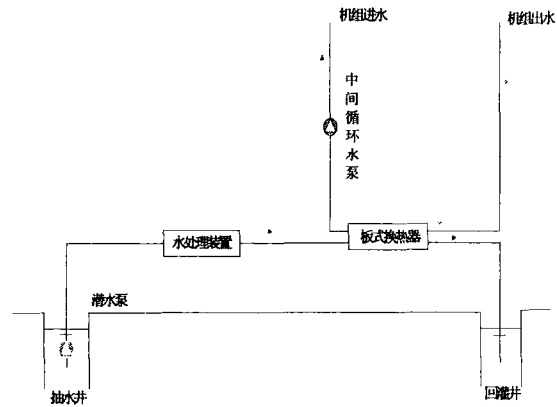 机组进水
机组出水
中间循环水泵
水处理装置
板式换热器
潜水泵
抽水井
回灌井